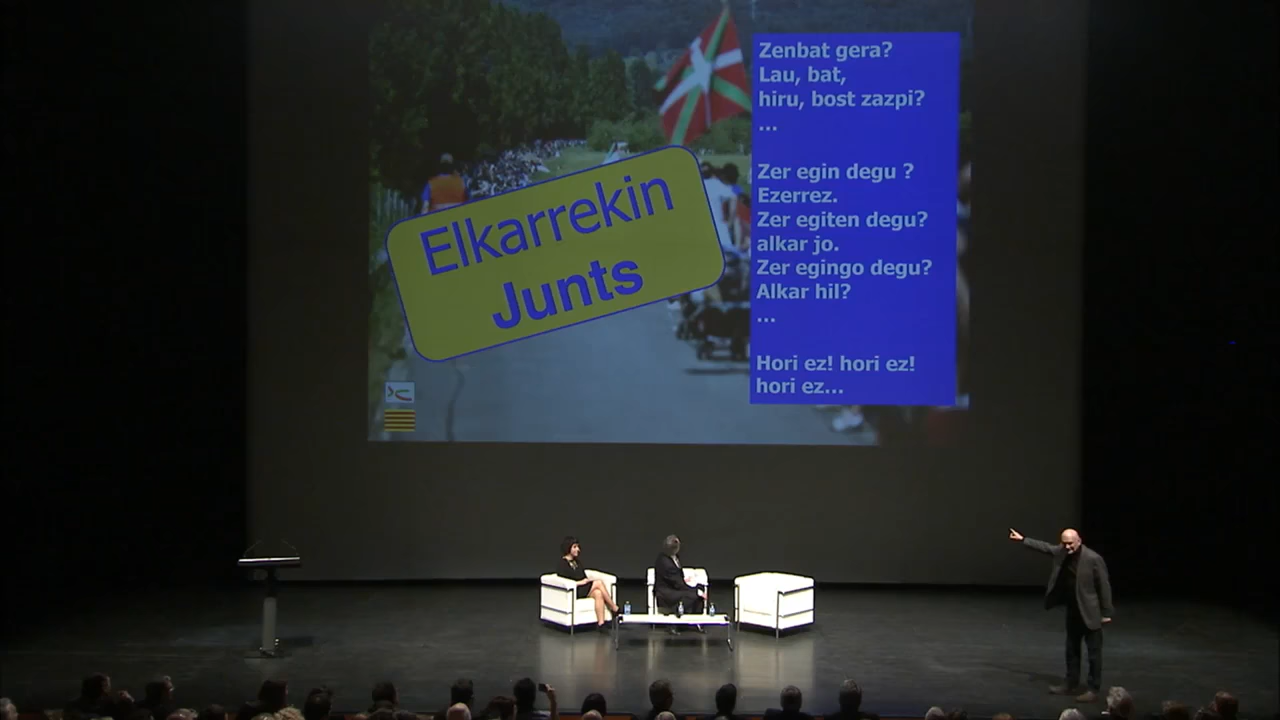 Elkarrekin
Junts
Zenbat gera?
Lau, bat,
hiru, bost zazpi?
...
Zer egin degu ?
Ezerrez.
Zer egiten degu?
alkar jo.
Zer egingo degu?
Alkar hil?
...
Hori ez! hori ez!
hori ez...